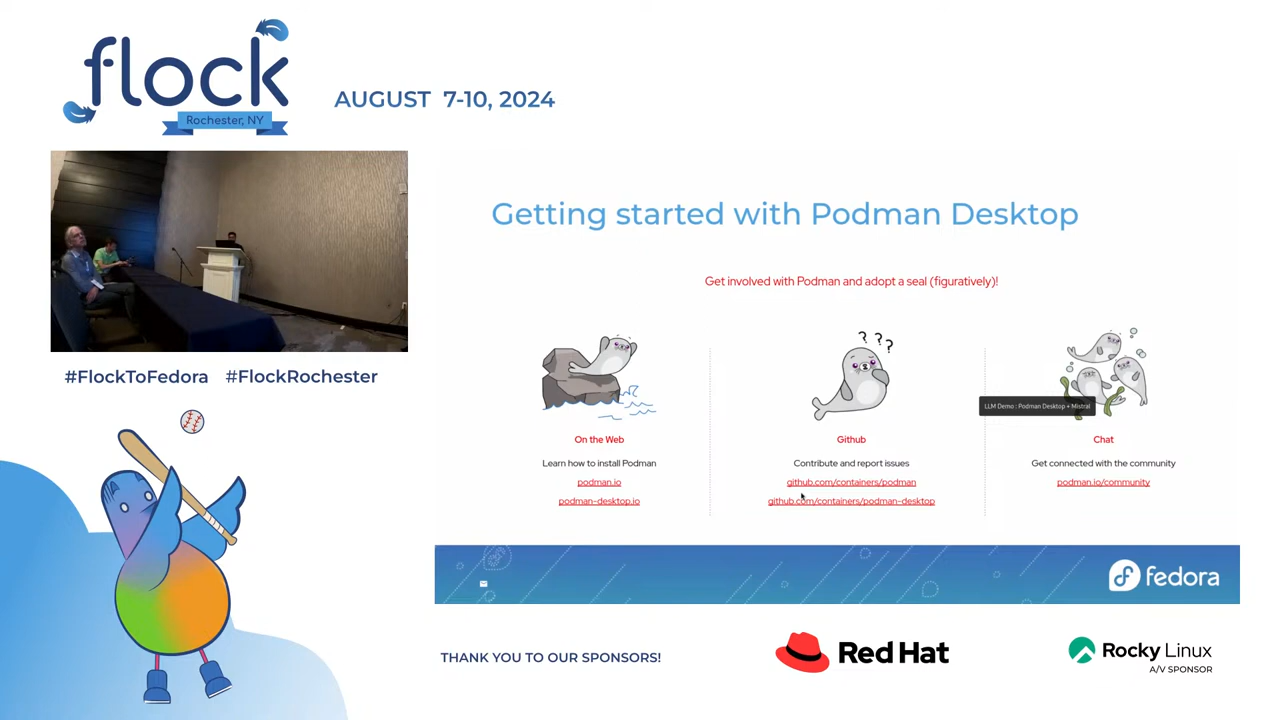 flock
Rochester, NY
AUGUST 7-10, 2024
#FlockToFedora #FlockRochester
Getting started with Podman Desktop
Get involved with Podman and adopt a seal (figuratively)!
? ? ?
LLM Demo : Podman Desktop + Mistral
On the Web
Learn how to install Podman
podman.io
podman-desktop.io
Github
Contribute and report issues
github.com/containers/podman
github.com/containers/podman-desktop
Chat
Get connected with the community
podman.io/community
fedora
THANK YOU TO OUR SPONSORS!
Red Hat
Rocky Linux
A/V SPONSOR